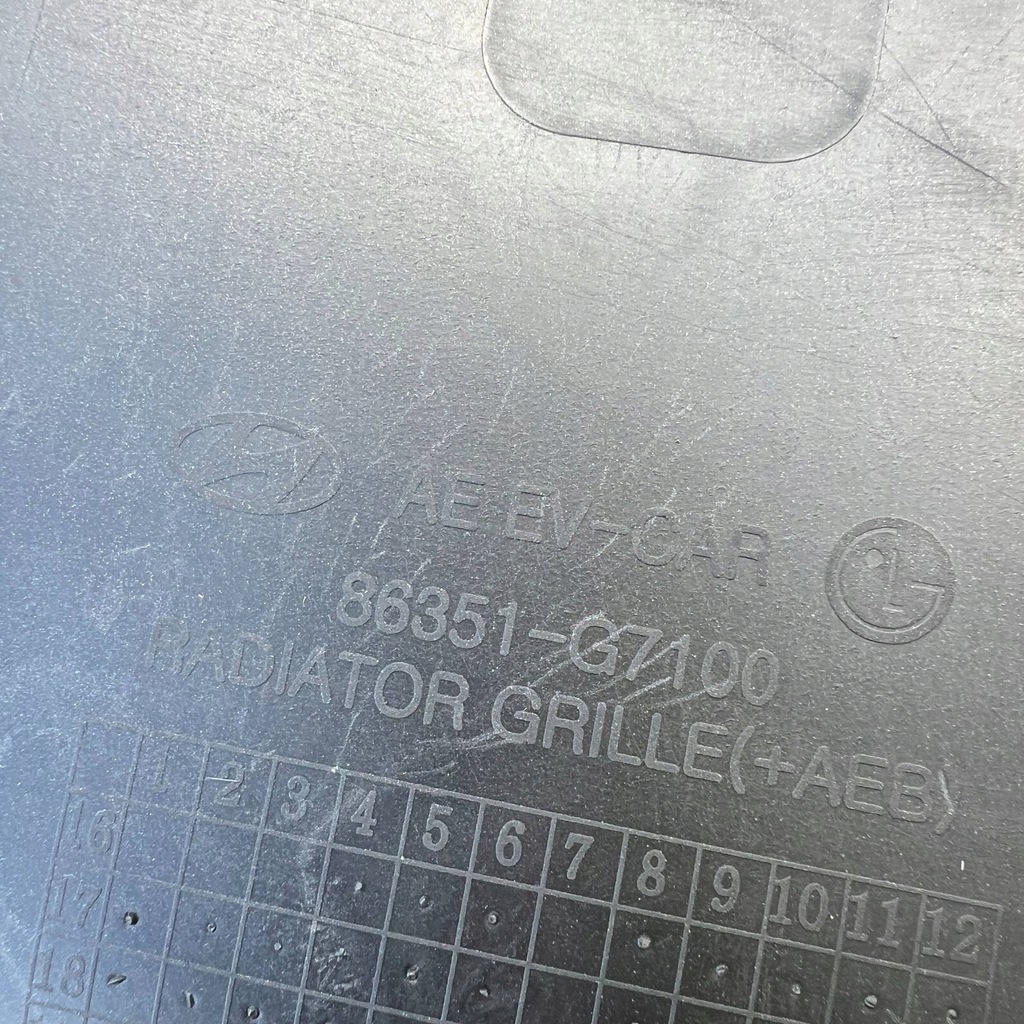 AE EV-CAR
86351-G7100
RADIATOR GRILLE(+AEB)
1 2 3 4 5 6 7 8 9 10 11 12
16
17
18